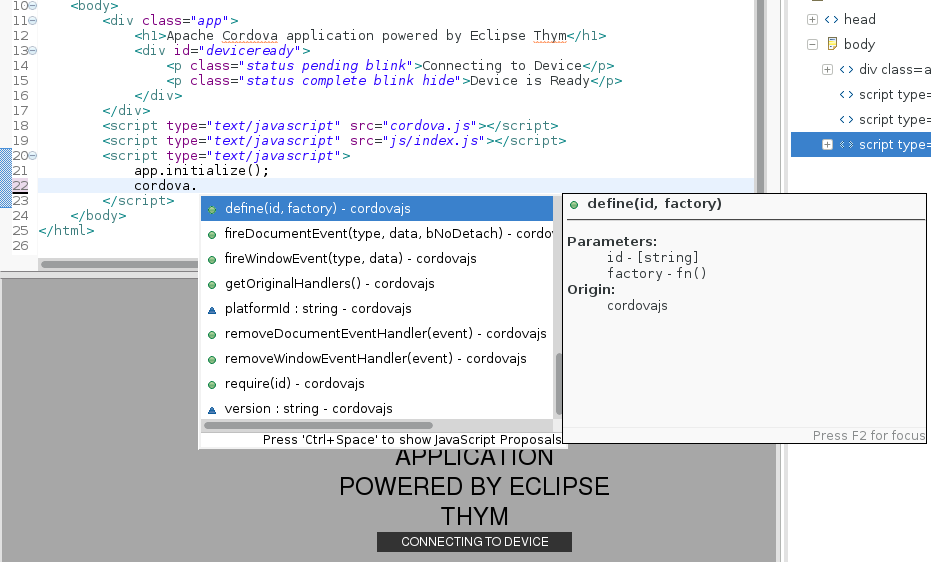 10 <body>
11 <div class="app">
12 <h1>Apache Cordova application powered by Eclipse Thym</h1>
13 <div id="deviceready">
14 <p class="status pending blink">Connecting to Device</p>
15 <p class="status complete blink hide">Device is Ready</p>
16 </div>
17 </div>
18 <script type="text/javascript" src="cordova.js"></script>
19 <script type="text/javascript" src="js/index.js"></script>
20 <script type="text/javascript">
21 app.initialize();
22 cordova.
23 </script>
24 </body>
25 </html>
26
define(id, factory) - cordovajs
fireDocumentEvent(type, data, bNoDetach) - cordo
fireWindowEvent(type, data) - cordovajs
getOriginalHandlers() - cordovajs
platformId : string - cordovajs
removeDocumentEventHandler(event) - cordovajs
removeWindowEventHandler(event) - cordovajs
require(id) - cordovajs
version : string - cordovajs
Press 'Ctrl+Space' to show JavaScript Proposals
define(id, factory)
Parameters:
id - [string]
factory - fn()
Origin:
cordovajs
Press F2 for focus
<> head
body
<> div class=a
<> script type=
<> script type=
<> script type=
APPLICATION
POWERED BY ECLIPSE
THYM
CONNECTING TO DEVICE